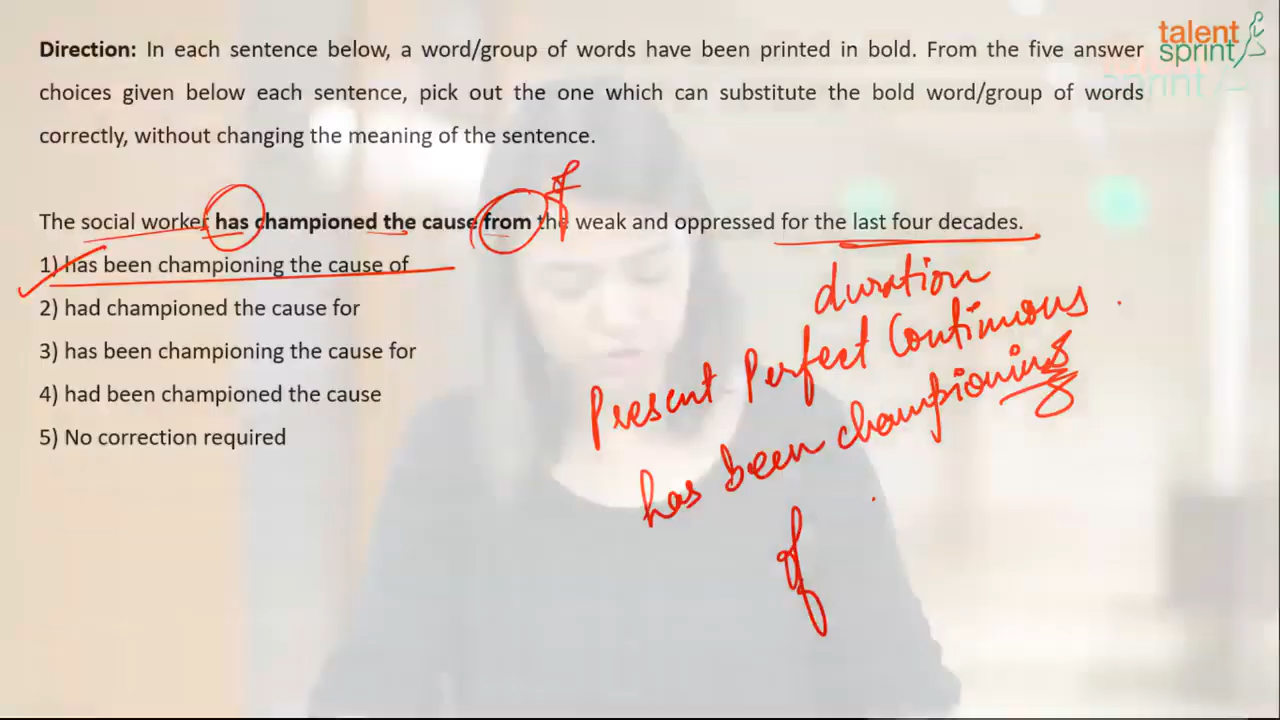 talent
sprint
Direction: In each sentence below, a word/group of words have been printed in bold. From the five answer
choices given below each sentence, pick out the one which can substitute the bold word/group of words
correctly, without changing the meaning of the sentence.
of
The social worker has championed the cause from the weak and oppressed for the last four decades.
1) has been championing the cause of
2) had championed the cause for
3) has been championing the cause for
4) had been championed the cause
5) No correction required
duration
Present Perfect Continuous
has been championing
of